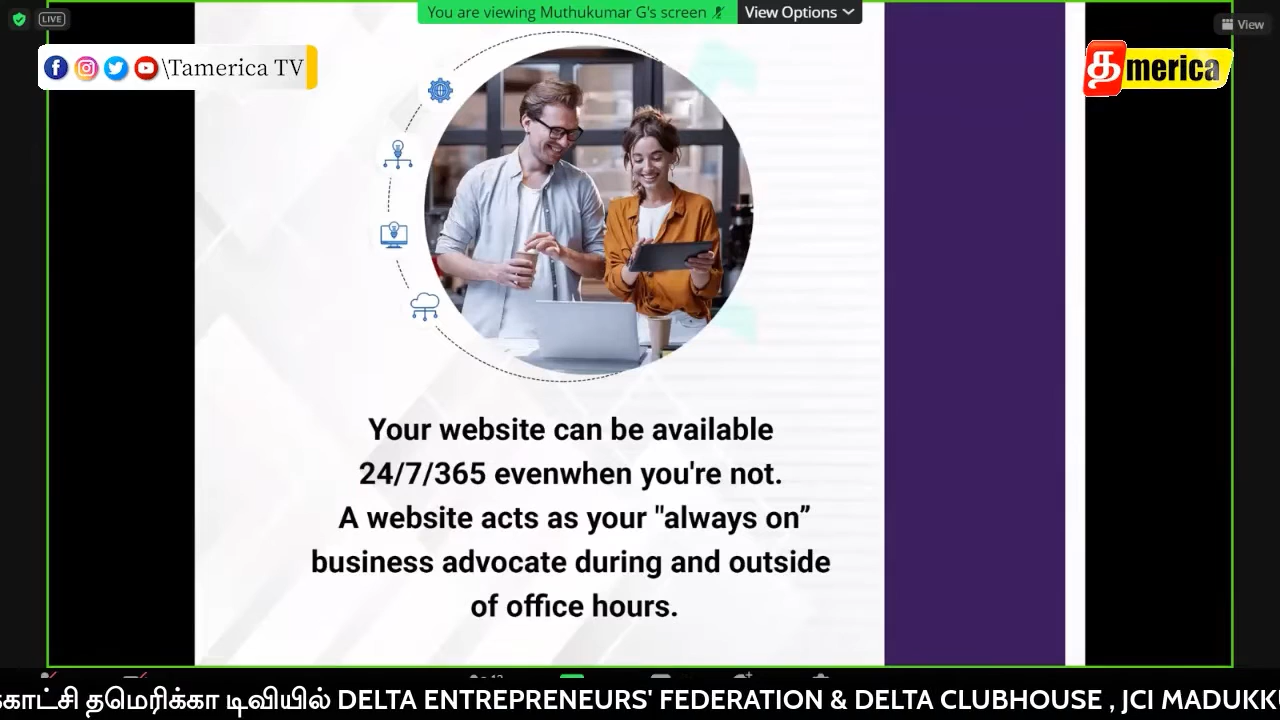 LIVE
You are viewing Muthukumar G's screen
View Options
View
\Tamerica TV
தmerica
Your website can be available
24/7/365 evenwhen you're not.
A website acts as your "always on”
business advocate during and outside
of office hours.
தமெரிக்கா டிவியில் DELTA ENTREPRENEURS' FEDERATION & DELTA CLUBHOUSE , JCI